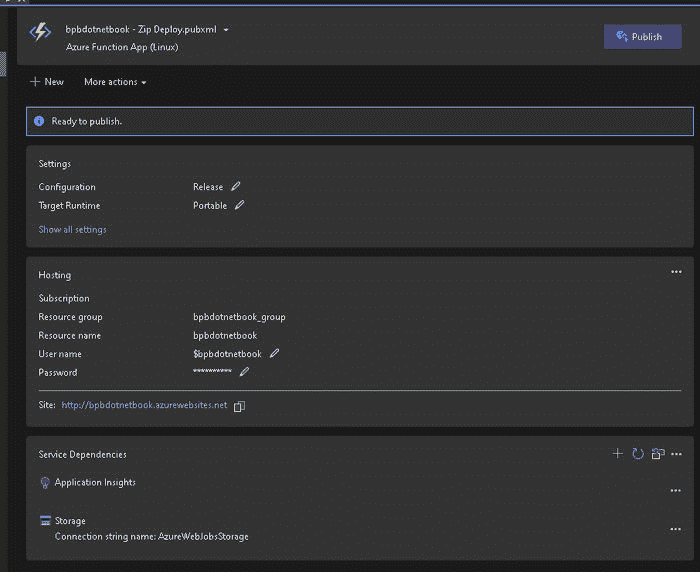 bpbdotnetbook - Zip Deploy.pubxml
Azure Function App (Linux)
Publish
New
More actions
Ready to publish.
Settings
Configuration Release
Target Runtime Portable
Show all settings
Hosting
Subscription
Resource group bpbdotnetbook_group
Resource name bpbdotnetbook
User name $bpbdotnetbook
Password **********
Site: http://bpbdotnetbook.azurewebsites.net
Service Dependencies
Application Insights
Storage
Connection string name: AzureWebJobsStorage